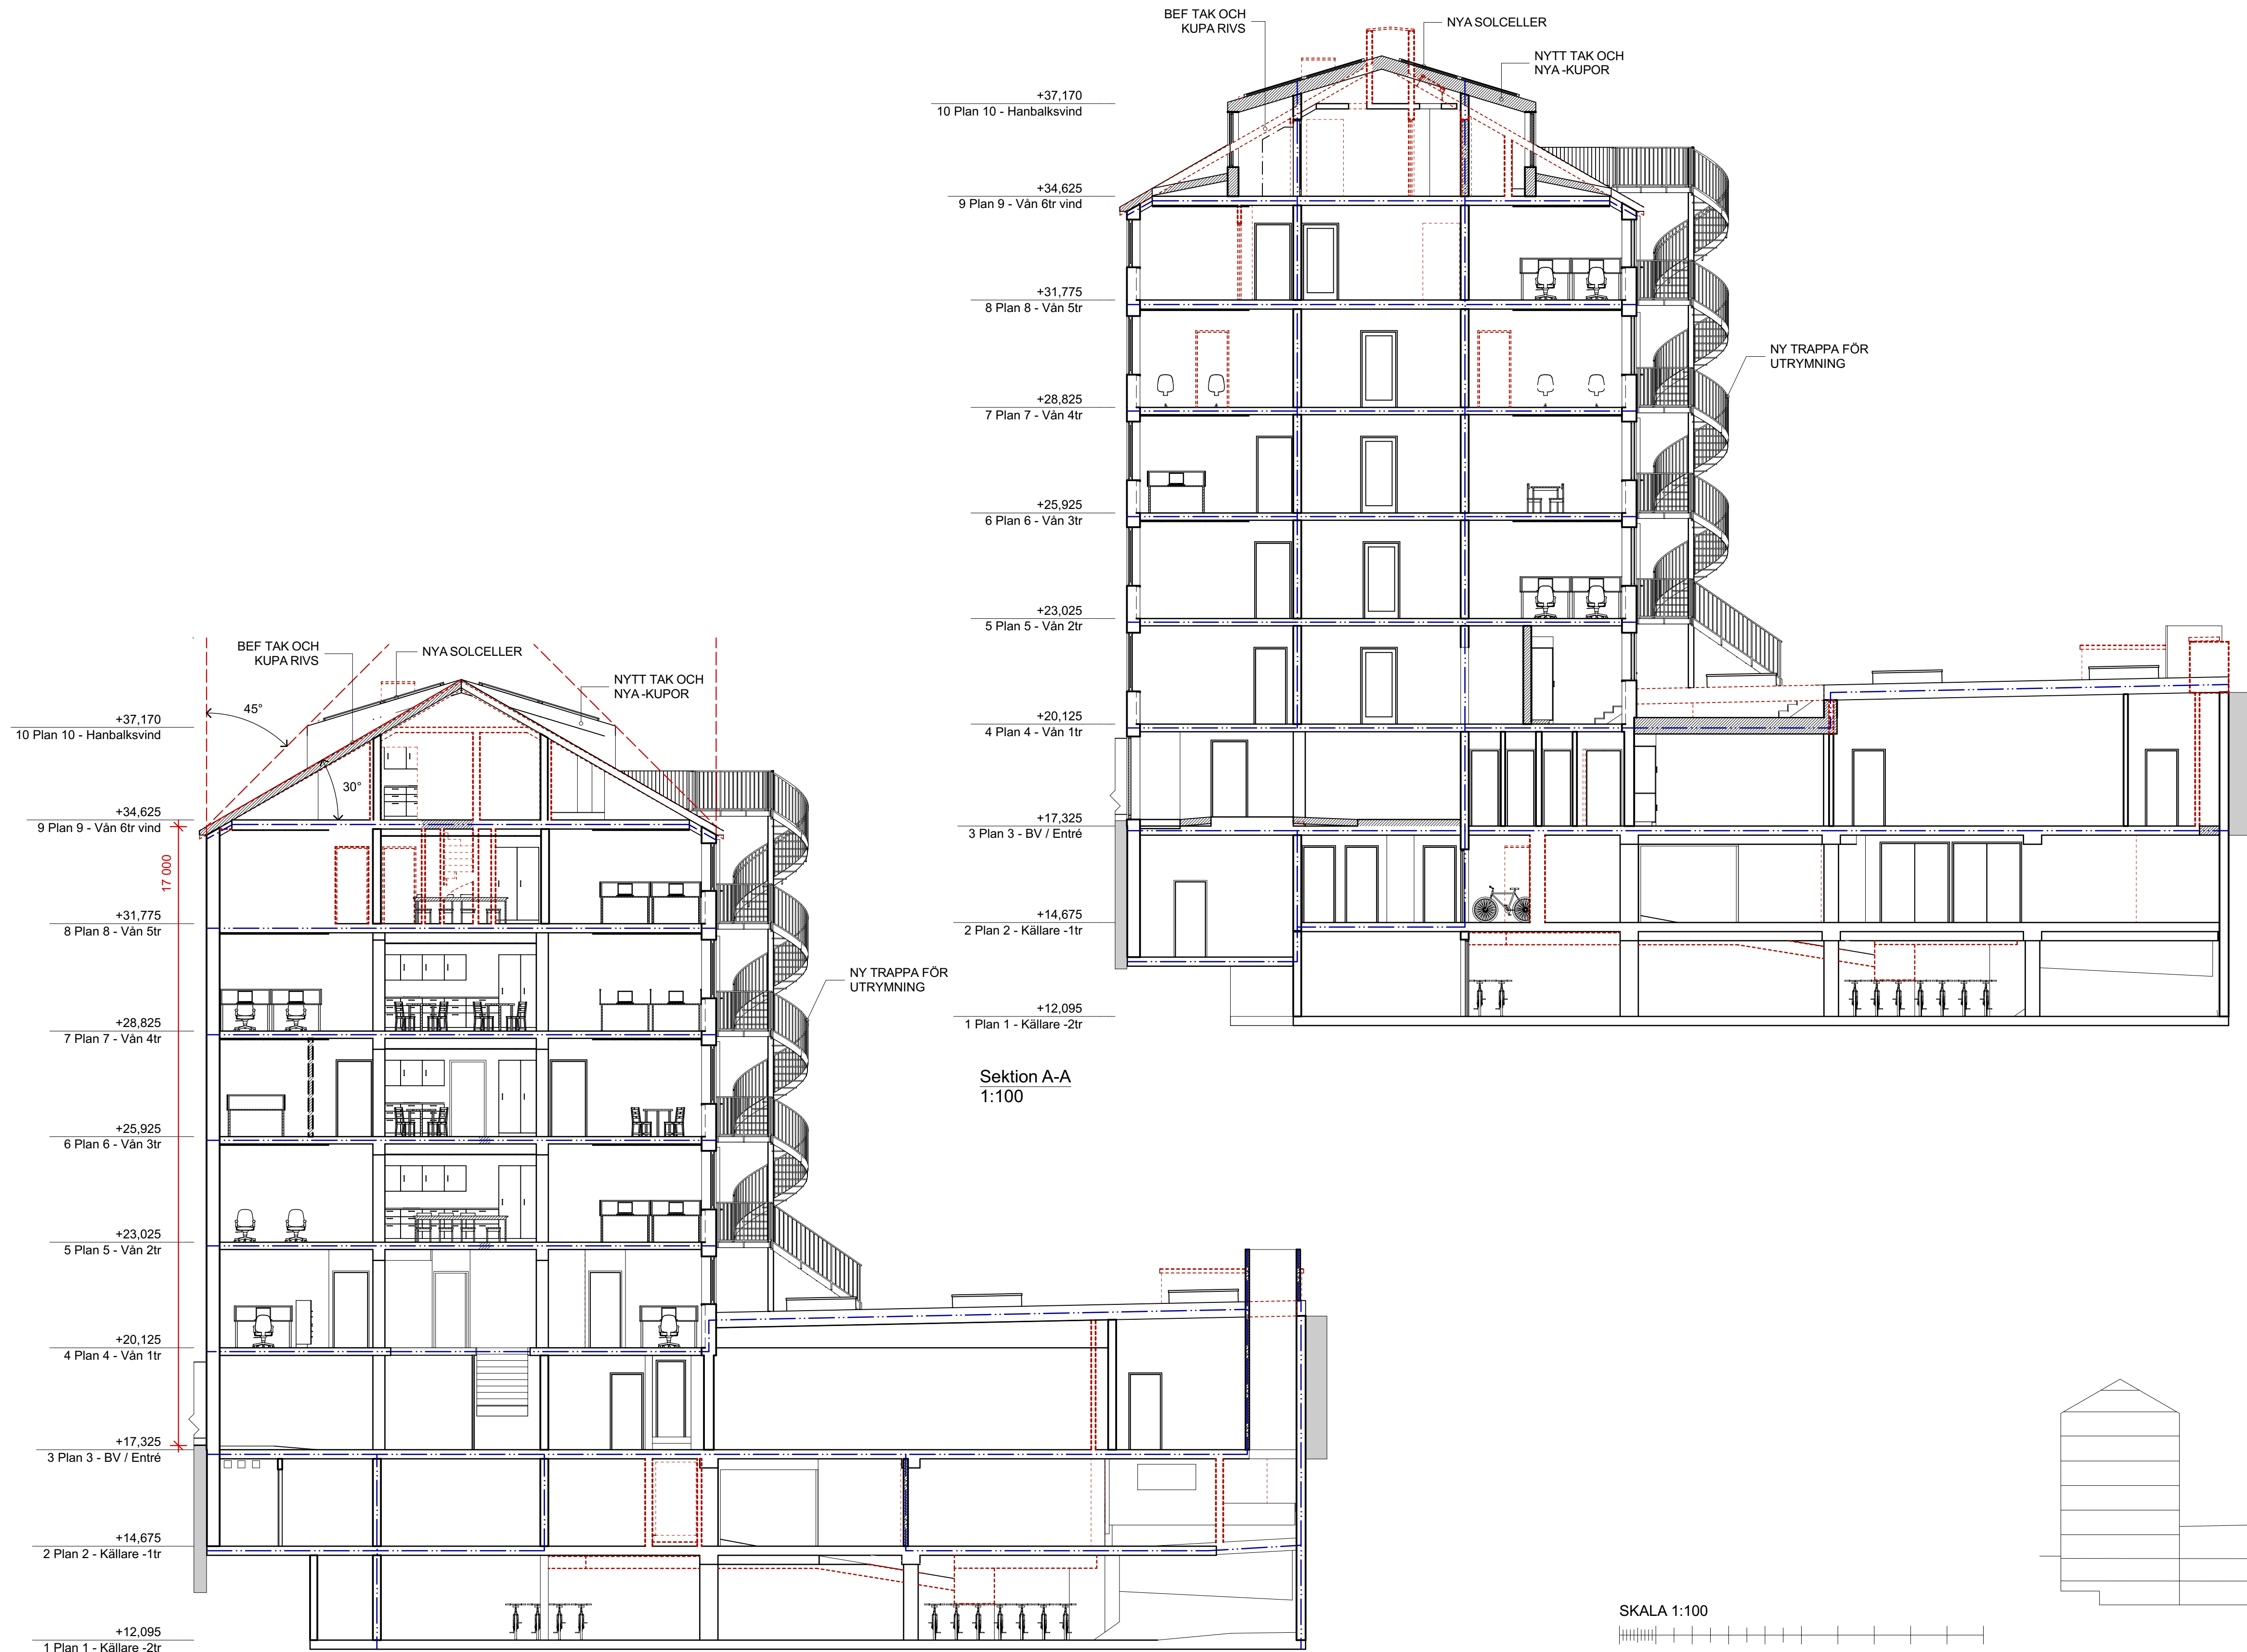 BEF TAK OCH
KUPA RIVS
NYA SOLCELLER
NYTT TAK OCH
NYA -KUPOR
+37,170
10 Plan 10 - Hanbalksvind
+34,625
9 Plan 9 - Vån 6tr vind
+31,775
8 Plan 8 - Vån 5tr
+28,825
7 Plan 7 - Vån 4tr
NY TRAPPA FÖR
UTRYMNING
+25,925
6 Plan 6 - Vån 3tr
+23,025
5 Plan 5 - Vån 2tr
+20,125
4 Plan 4 - Vån 1tr
+17,325
3 Plan 3 - BV / Entré
+14,675
2 Plan 2 - Källare -1tr
+12,095
1 Plan 1 - Källare -2tr
Sektion A-A
1:100
BEF TAK OCH
KUPA RIVS
NYA SOLCELLER
NYTT TAK OCH
NYA -KUPOR
45°
30°
+37,170
10 Plan 10 - Hanbalksvind
+34,625
9 Plan 9 - Vån 6tr vind
17 000
+31,775
8 Plan 8 - Vån 5tr
NY TRAPPA FÖR
UTRYMNING
+28,825
7 Plan 7 - Vån 4tr
+25,925
6 Plan 6 - Vån 3tr
+23,025
5 Plan 5 - Vån 2tr
+20,125
4 Plan 4 - Vån 1tr
+17,325
3 Plan 3 - BV / Entré
+14,675
2 Plan 2 - Källare -1tr
+12,095
1 Plan 1 - Källare -2tr
SKALA 1:100